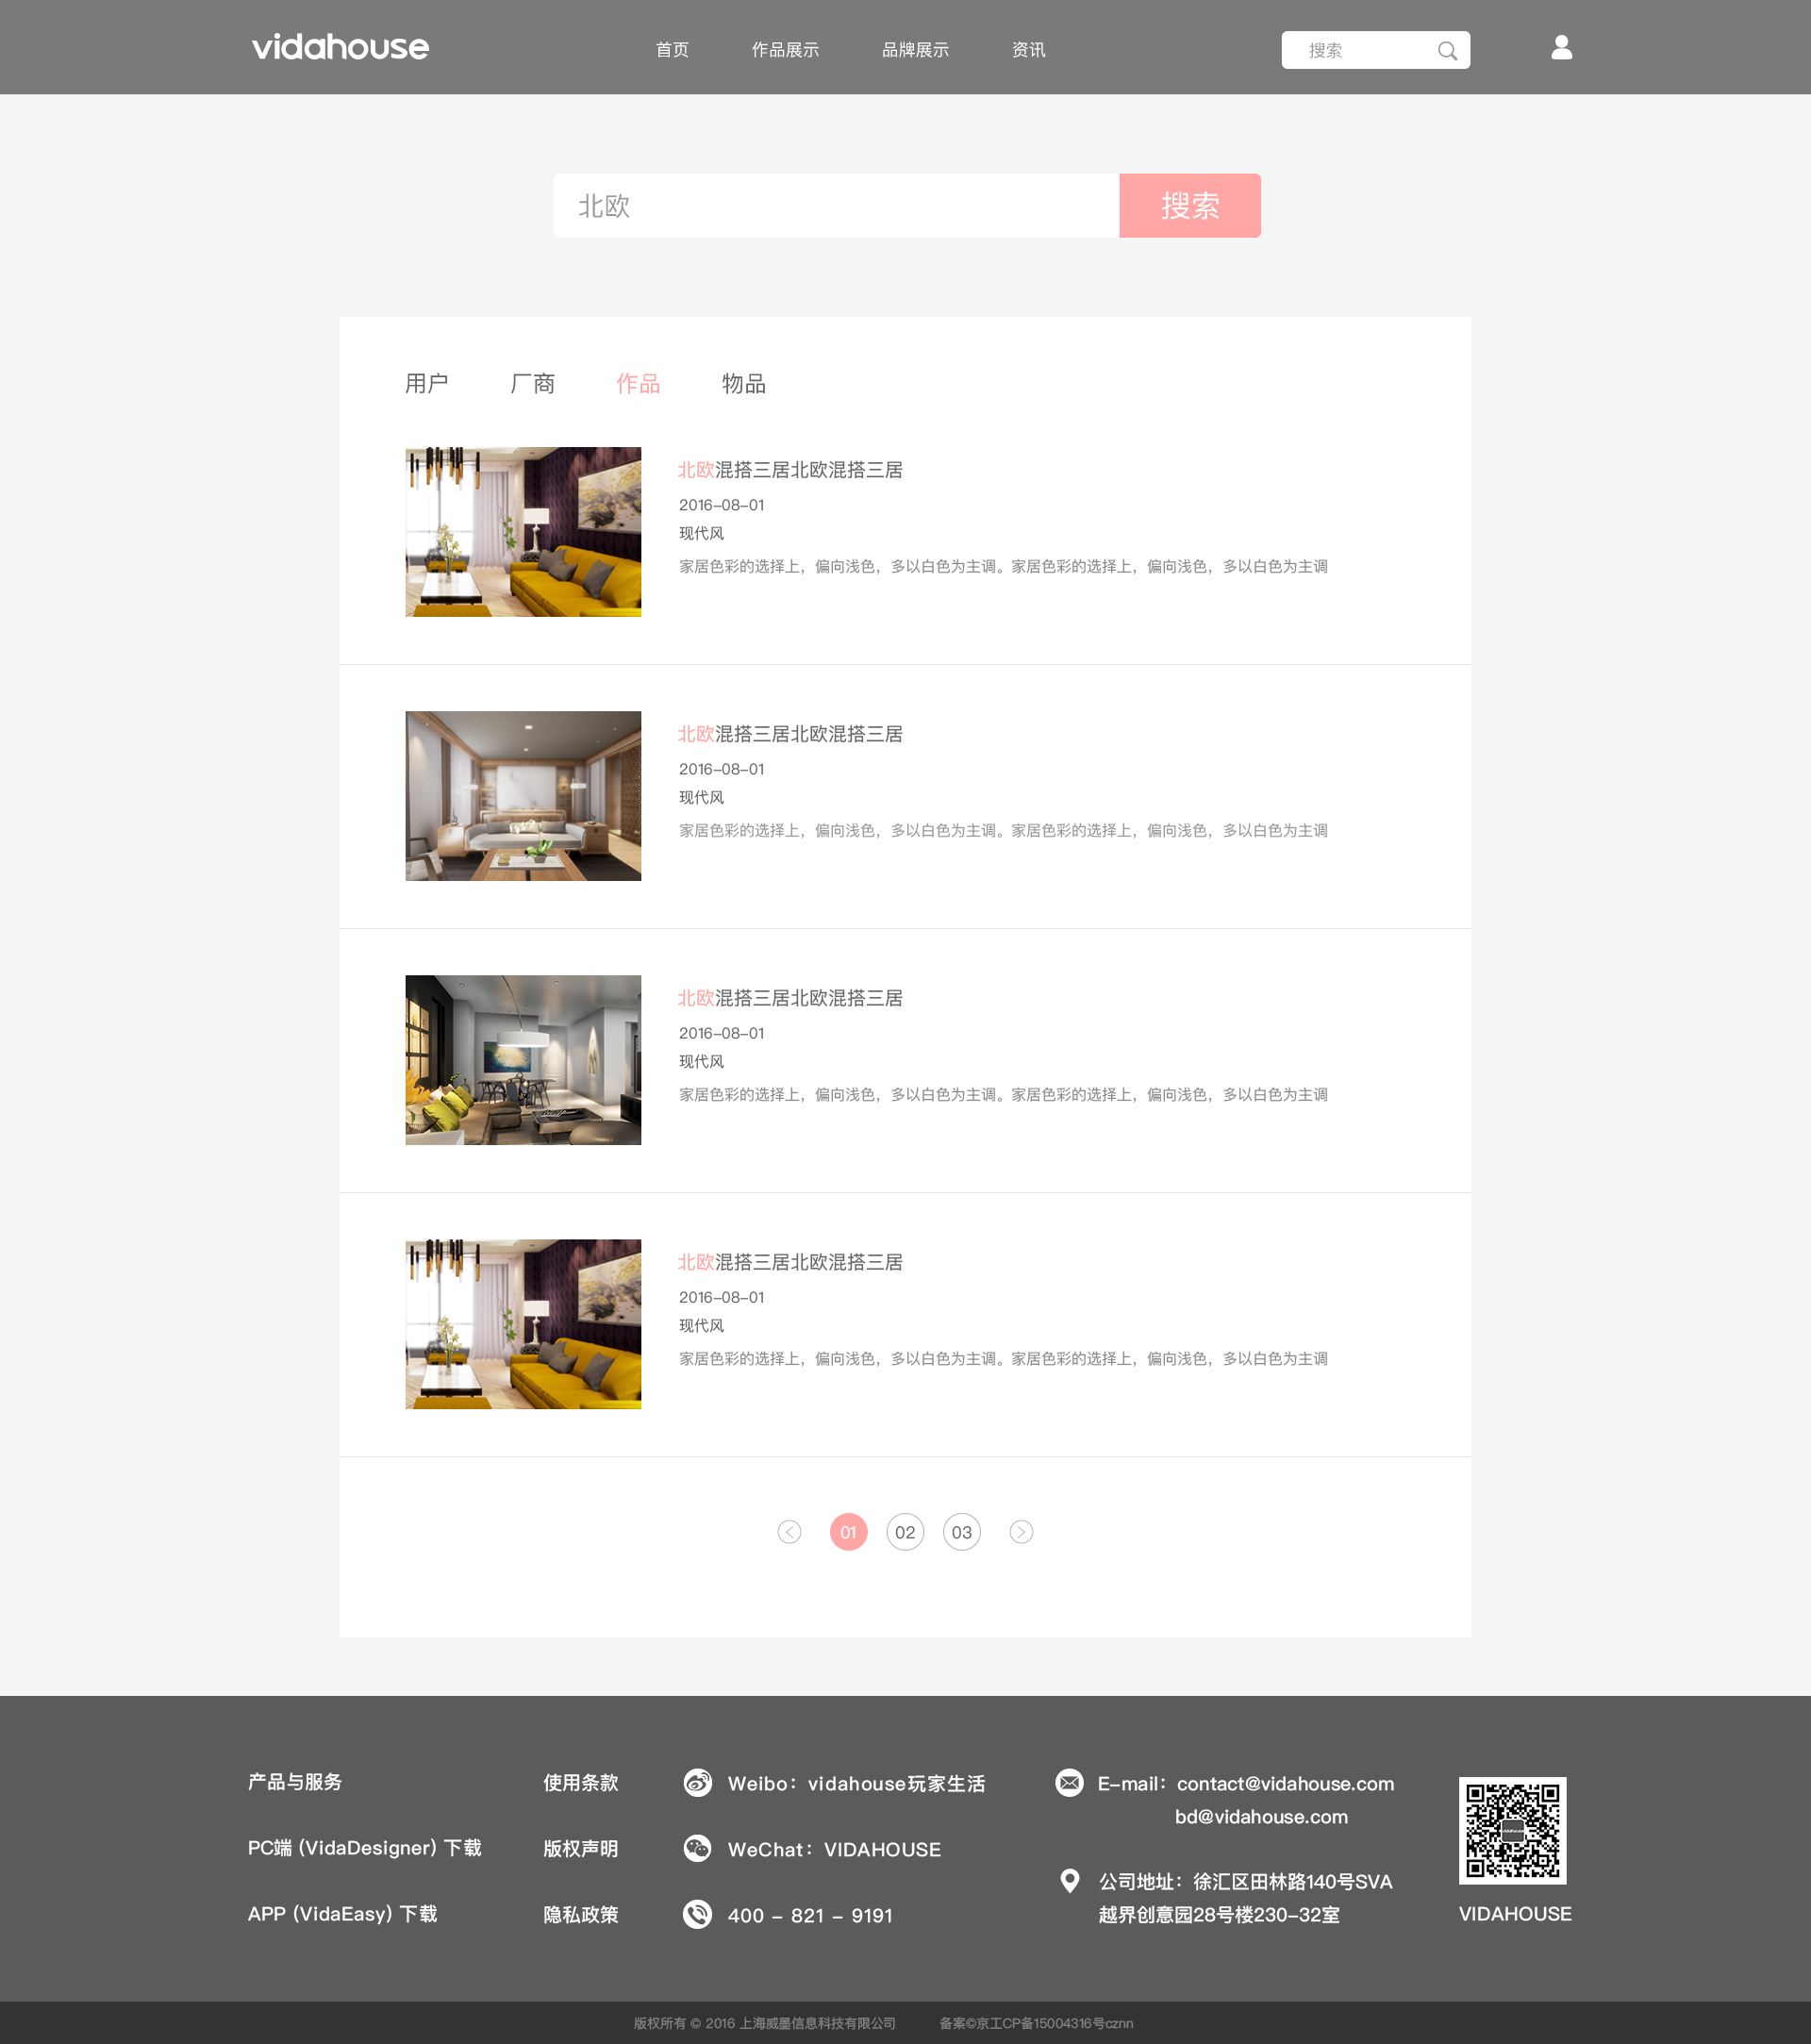 vidahouse
首页 作品展示 品牌展示 资讯
搜索
北欧
搜索
用户 厂商 作品 物品
北欧混搭三居北欧混搭三居
2016-08-01
现代风
家居色彩的选择上，偏向浅色，多以白色为主调。家居色彩的选择上，偏向浅色，多以白色为主调
北欧混搭三居北欧混搭三居
2016-08-01
现代风
家居色彩的选择上，偏向浅色，多以白色为主调。家居色彩的选择上，偏向浅色，多以白色为主调
北欧混搭三居北欧混搭三居
2016-08-01
现代风
家居色彩的选择上，偏向浅色，多以白色为主调。家居色彩的选择上，偏向浅色，多以白色为主调
北欧混搭三居北欧混搭三居
2016-08-01
现代风
家居色彩的选择上，偏向浅色，多以白色为主调。家居色彩的选择上，偏向浅色，多以白色为主调
01 02 03
产品与服务
PC端 (VidaDesigner) 下载
APP (VidaEasy) 下载
使用条款
版权声明
隐私政策
Weibo：vidahouse玩家生活
WeChat：VIDAHOUSE
400 - 821 - 9191
E-mail：contact@vidahouse.com
bd@vidahouse.com
公司地址：徐汇区田林路140号SVA
越界创意园28号楼230-32室
vidahouse
VIDAHOUSE
版权所有 © 2016 上海威墨信息科技有限公司 备案©京工CP备15004316号cznn